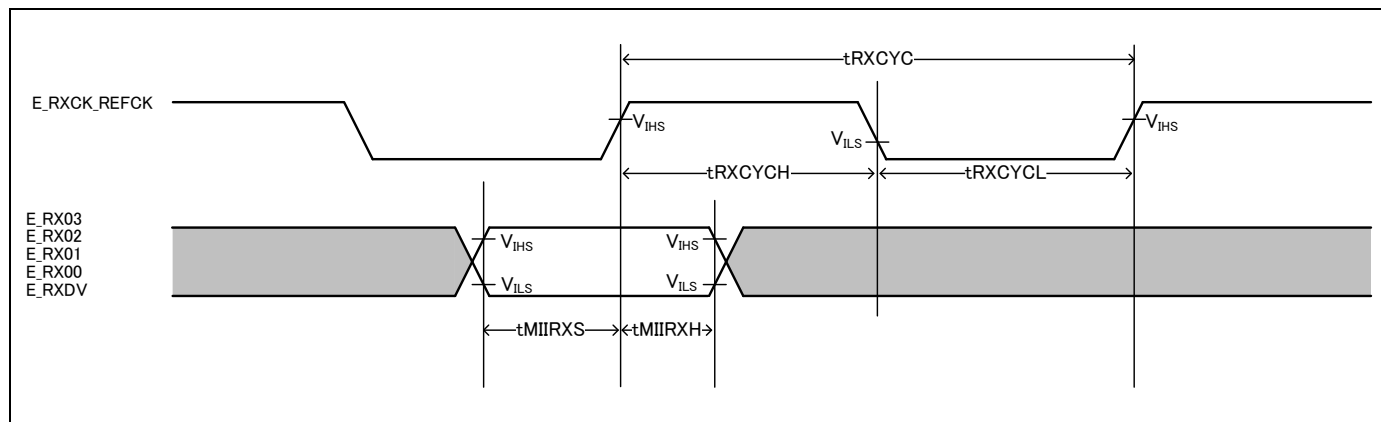 tRXCYC
E_RXCK_REFCK
VIHS
VILS
VIHS
tRXCYCH
tRXCYCL
E_RX03
E_RX02
E_RX01
E_RX00
E_RXDV
VIHS
VIHS
VILS
VILS
tMIIRXS
tMIIRXH